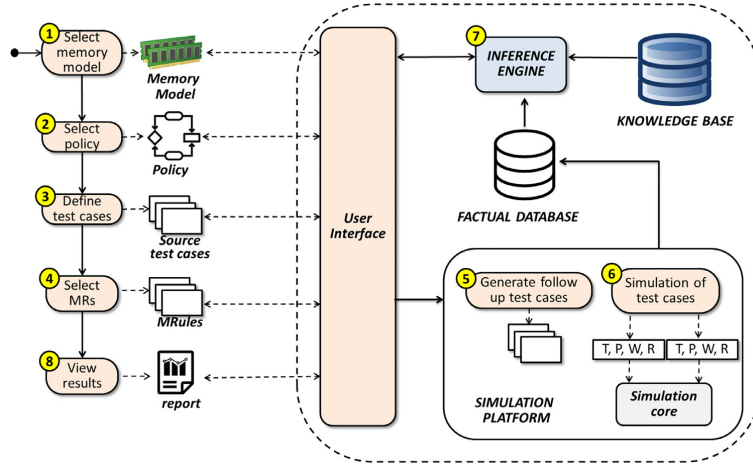 1
Select
memory
model
Memory
Model
2
Select
policy
Policy
3
Define
test cases
Source
test cases
4
Select
MRs
MRules
8
View
results
report
User
Interface
7
INFERENCE
ENGINE
KNOWLEDGE BASE
FACTUAL DATABASE
5
Generate follow
up test cases
6
Simulation of
test cases
T, P, W, R
T, P, W, R
SIMULATION
PLATFORM
Simulation
core